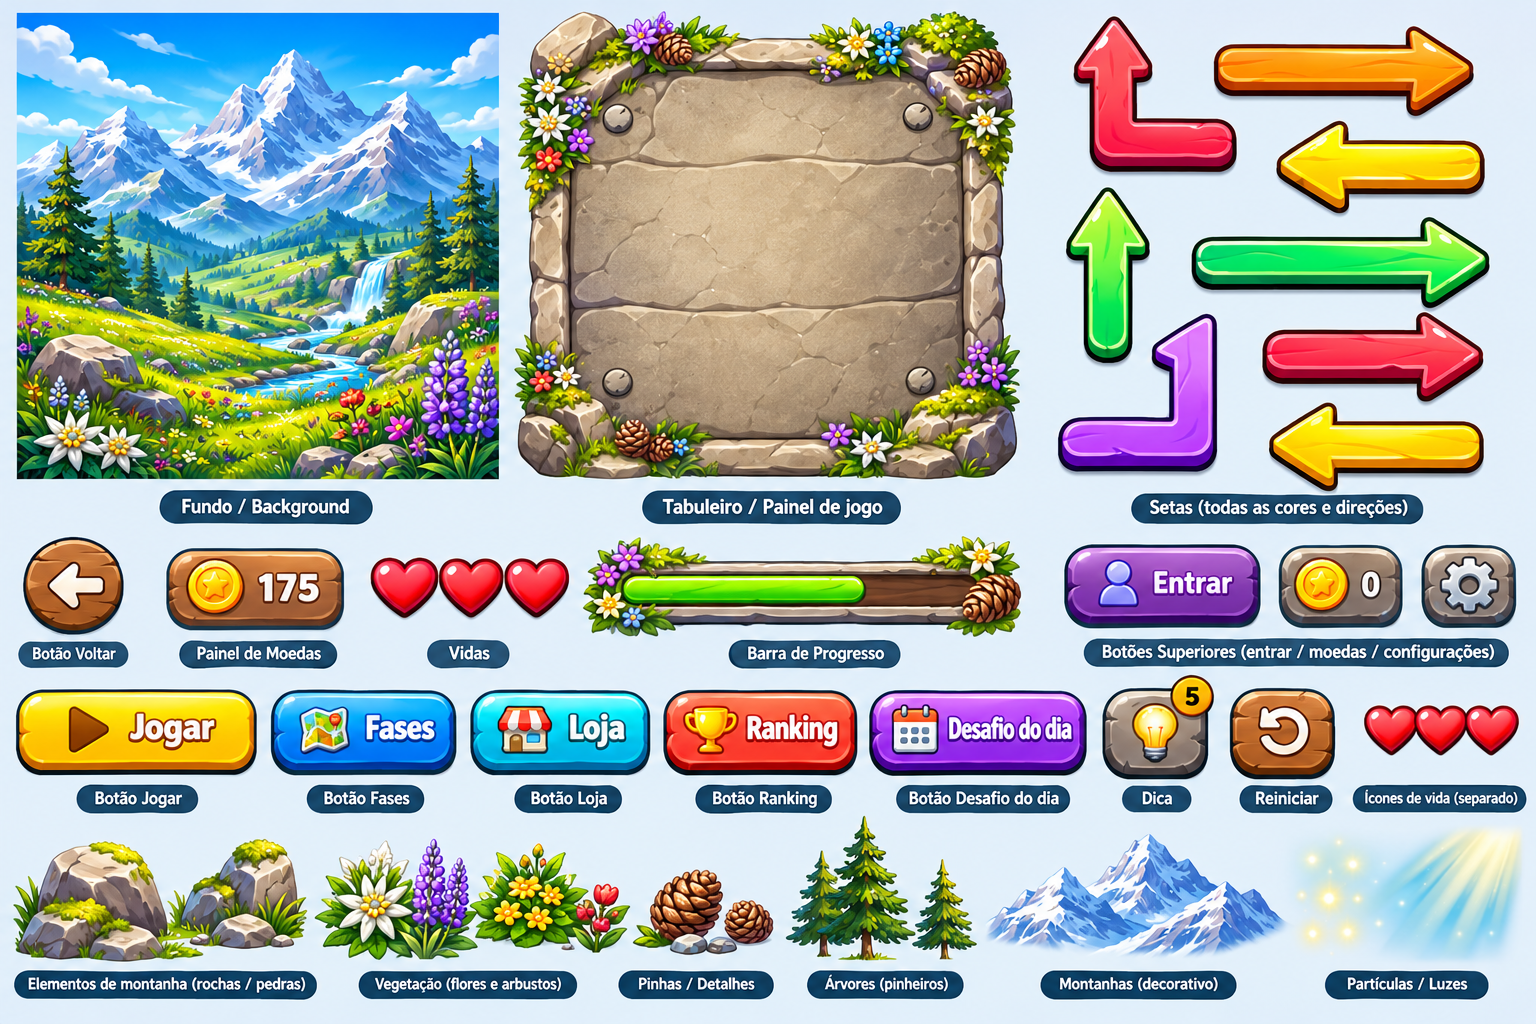 Fundo / Background
Tabuleiro / Painel de jogo
Setas (todas as cores e direções)
175
Entrar
0
Botão Voltar
Painel de Moedas
Vidas
Barra de Progresso
Botões Superiores (entrar / moedas / configurações)
Jogar
Fases
Loja
Ranking
Desafio do dia
5
Botão Jogar
Botão Fases
Botão Loja
Botão Ranking
Botão Desafio do dia
Dica
Reiniciar
Ícones de vida (separado)
Elementos de montanha (rochas / pedras)
Vegetação (flores e arbustos)
Pinhas / Detalhes
Árvores (pinheiros)
Montanhas (decorativo)
Partículas / Luzes